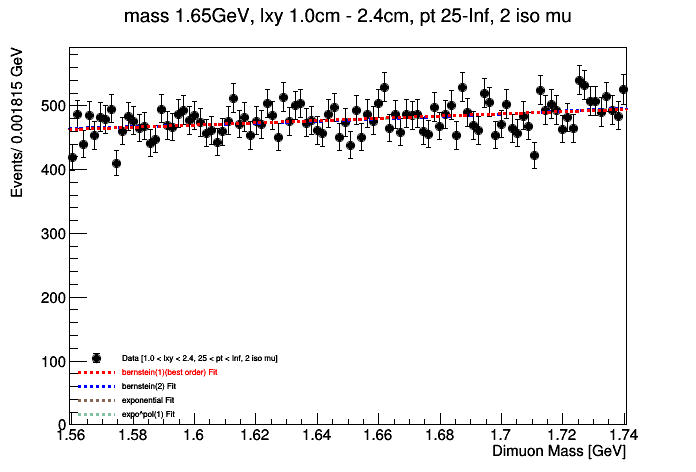 mass 1.65GeV, lxy 1.0cm - 2.4cm, pt 25-Inf, 2 iso mu
Events/ 0.001815 GeV
500
400
300
200
100
0
Data [1.0 < lxy < 2.4, 25 < pt < Inf, 2 iso mu]
bernstein(1)(best order) Fit
bernstein(2) Fit
exponential Fit
expo^pol(1) Fit
1.56 1.58 1.6 1.62 1.64 1.66 1.68 1.7 1.72 1.74
Dimuon Mass [GeV]